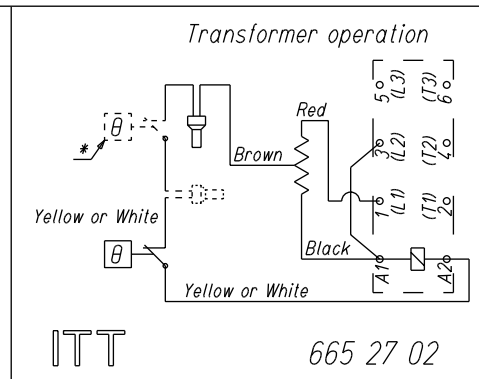 Transformer operation
5 (L3) (T3) 6
θ
*
Red
3 (L2) (T2) 4
Brown
1 (L1) (T1) 2
Yellow or White
θ
Black
A1 A2
Yellow or White
ITT
665 27 02